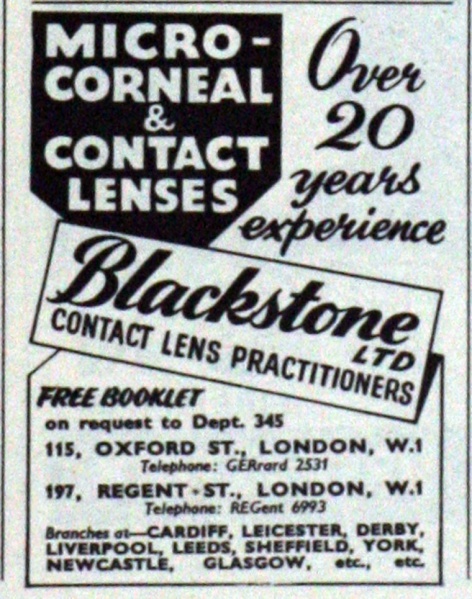 MICRO-
CORNEAL
&
CONTACT
LENSES
Over
20
years
experience
Blackstone
LTD
CONTACT LENS PRACTITIONERS
FREE BOOKLET
on request to Dept. 345
115, OXFORD ST., LONDON, W.1
Telephone: GERrard 2531
197, REGENT ST., LONDON, W.1
Telephone: REGent 6993
Branches at—CARDIFF, LEICESTER, DERBY,
LIVERPOOL, LEEDS, SHEFFIELD, YORK,
NEWCASTLE, GLASGOW, etc., etc.